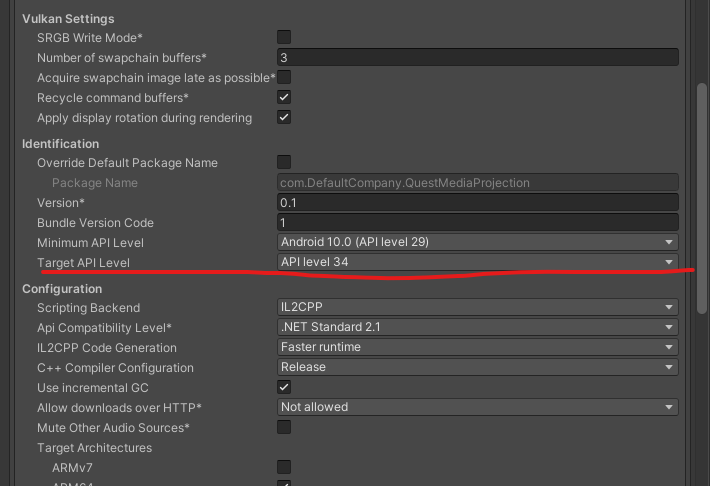 Vulkan Settings
SRGB Write Mode*
Number of swapchain buffers* 3
Acquire swapchain image late as possible*
Recycle command buffers*
Apply display rotation during rendering
Identification
Override Default Package Name
Package Name com.DefaultCompany.QuestMediaProjection
Version* 0.1
Bundle Version Code 1
Minimum API Level Android 10.0 (API level 29)
Target API Level API level 34
Configuration
Scripting Backend IL2CPP
Api Compatibility Level* .NET Standard 2.1
IL2CPP Code Generation Faster runtime
C++ Compiler Configuration Release
Use incremental GC
Allow downloads over HTTP* Not allowed
Mute Other Audio Sources*
Target Architectures
ARMv7
ARM64